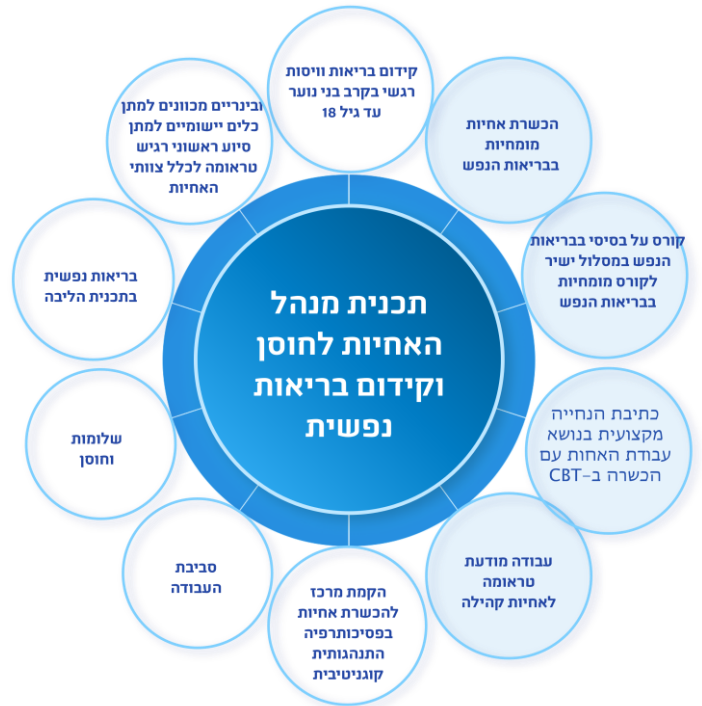 תכנית מנהל
האחיות לחוסן
וקידום בריאות
נפשית
קידום בריאות וויסות
רגשי בקרב בני נוער
עד גיל 18
הכשרת אחיות
מומחיות
בבריאות הנפש
קורס על בסיסי בבריאות
הנפש במסלול ישיר
לקורס מומחיות
בבריאות הנפש
כתיבת הנחייה
מקצועית בנושא
עבודת האחות עם
הכשרה ב-CBT
עבודה מודעת
טראומה
לאחיות קהילה
הקמת מרכז
להכשרת אחיות
בפסיכותרפיה
התנהגותית
קוגניטיבית
סביבת
העבודה
שלומות
וחוסן
בריאות נפשית
בתכנית הליבה
ובינריים מכוונים למתן
כלים יישומיים למתן
סיוע ראשוני רגיש
טראומה לכלל צוותי
האחיות